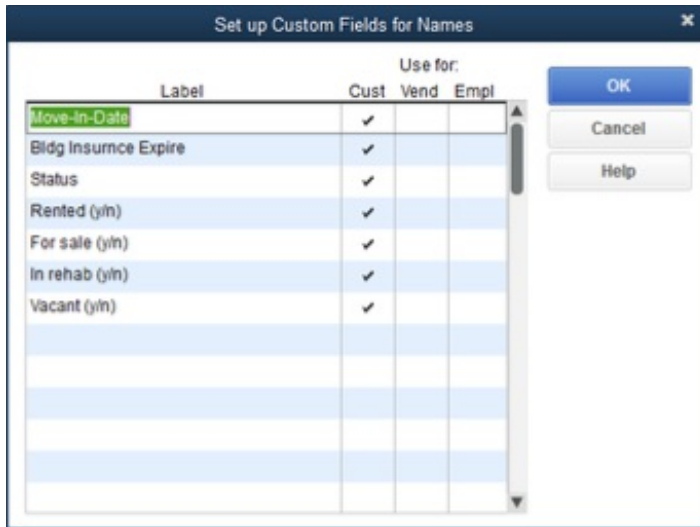 Set up Custom Fields for Names
Use for:
Label Cust Vend Empl
Move-In-Date
Bldg Insurnce Expire
Status
Rented (y/n)
For sale (y/n)
In rehab (y/n)
Vacant (y/n)
OK
Cancel
Help